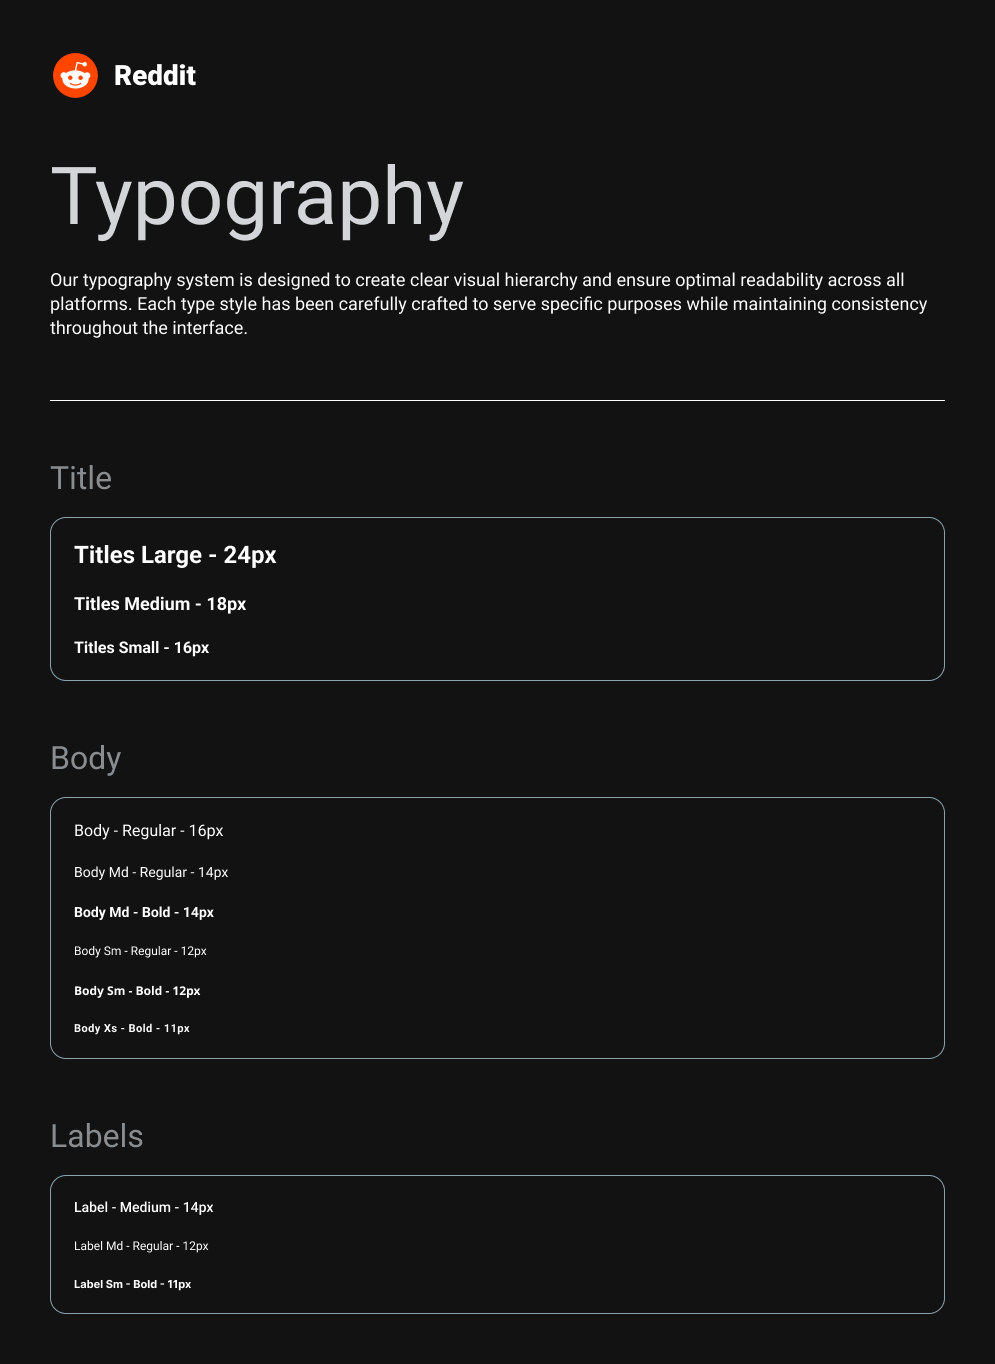 Reddit
Typography
Our typography system is designed to create clear visual hierarchy and ensure optimal readability across all
platforms. Each type style has been carefully crafted to serve specific purposes while maintaining consistency
throughout the interface.
Title
Titles Large - 24px
Titles Medium - 18px
Titles Small - 16px
Body
Body - Regular - 16px
Body Md - Regular - 14px
Body Md - Bold - 14px
Body Sm - Regular - 12px
Body Sm - Bold - 12px
Body Xs - Bold - 11px
Labels
Label - Medium - 14px
Label Md - Regular - 12px
Label Sm - Bold - 11px